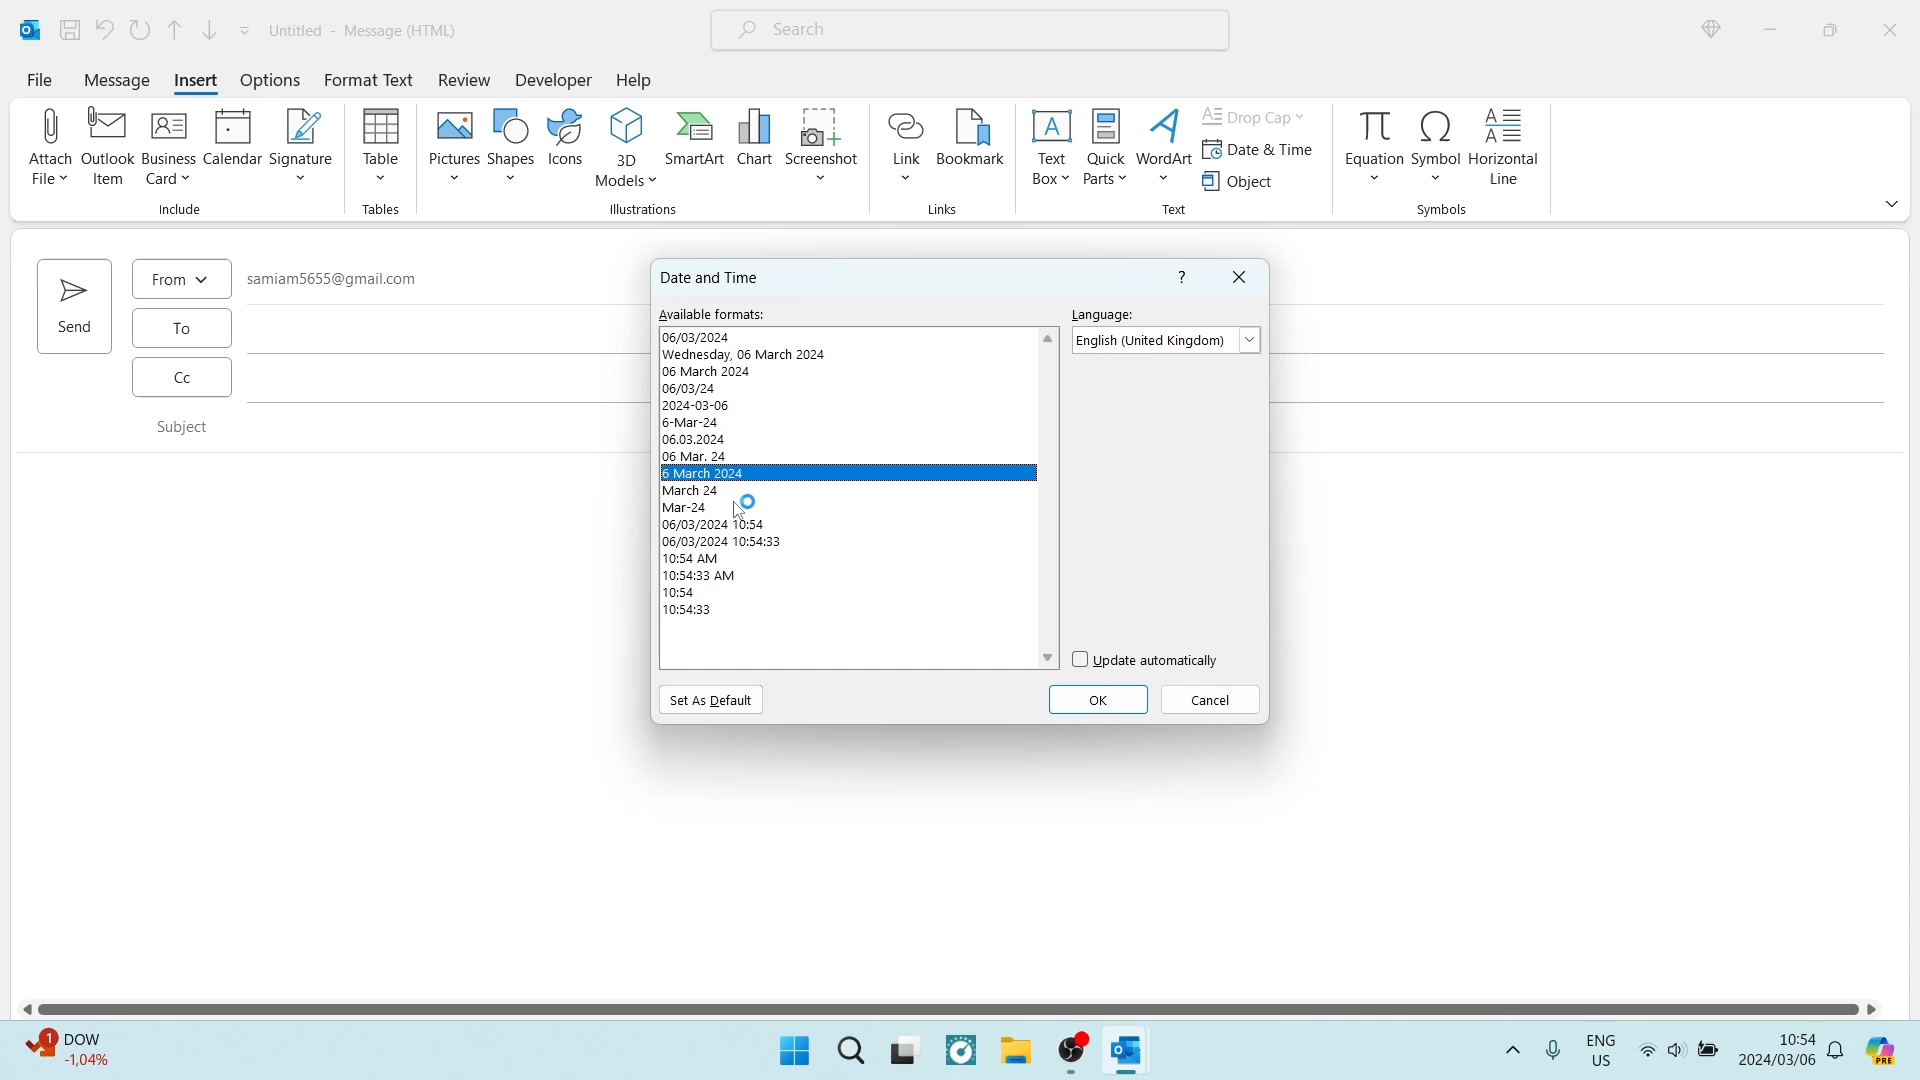 Untitled - Message (HTML)
Search
File Message Insert Options Format Text Review Developer Help
Attach File
Outlook Item
Business Card
Calendar
Signature
Include
Table
Tables
Pictures
Shapes
Icons
3D Models
SmartArt
Chart
Screenshot
Illustrations
Link
Bookmark
Links
A
Text Box
Quick Parts
WordArt
Drop Cap
Date & Time
Object
Text
Equation
Symbol
Horizontal Line
Symbols
Send
From
samiam5655@gmail.com
To
Cc
Subject
Date and Time
?
Available formats:
06/03/2024
Wednesday, 06 March 2024
06 March 2024
06/03/24
2024-03-06
6-Mar-24
06.03.2024
06 Mar. 24
6 March 2024
March 24
Mar-24
06/03/2024 10:54
06/03/2024 10:54:33
10:54 AM
10:54:33 AM
10:54
10:54:33
Language:
English (United Kingdom)
Update automatically
Set As Default
OK
Cancel
1
DOW
-1,04%
ENG
US
10:54
2024/03/06
PRE